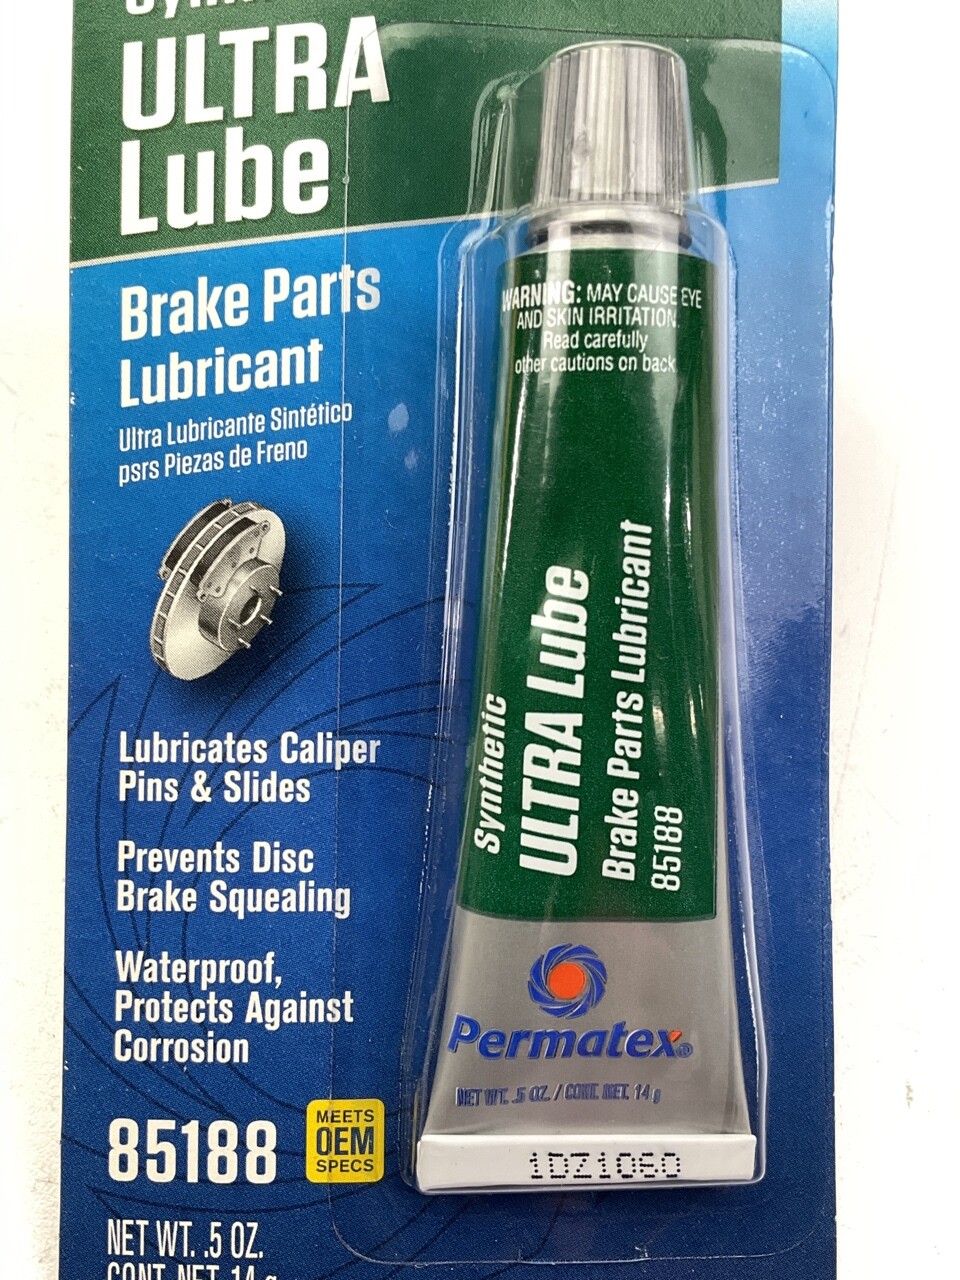 ULTRA
Lube
Brake Parts
Lubricant
Ultra Lubricante Sintético
psrs Piezas de Freno
Lubricates Caliper
Pins & Slides
Prevents Disc
Brake Squealing
Waterproof,
Protects Against
Corrosion
85188
MEETS
OEM
SPECS
NET WT. .5 OZ.
CONT. NET. 14 g
WARNING: MAY CAUSE EYE
AND SKIN IRRITATION.
Read carefully
other cautions on back.
Synthetic
ULTRA Lube
Brake Parts Lubricant
85188
Permatex®
NET WT. .5 OZ. / CONT. NET. 14 g
1DZ1060